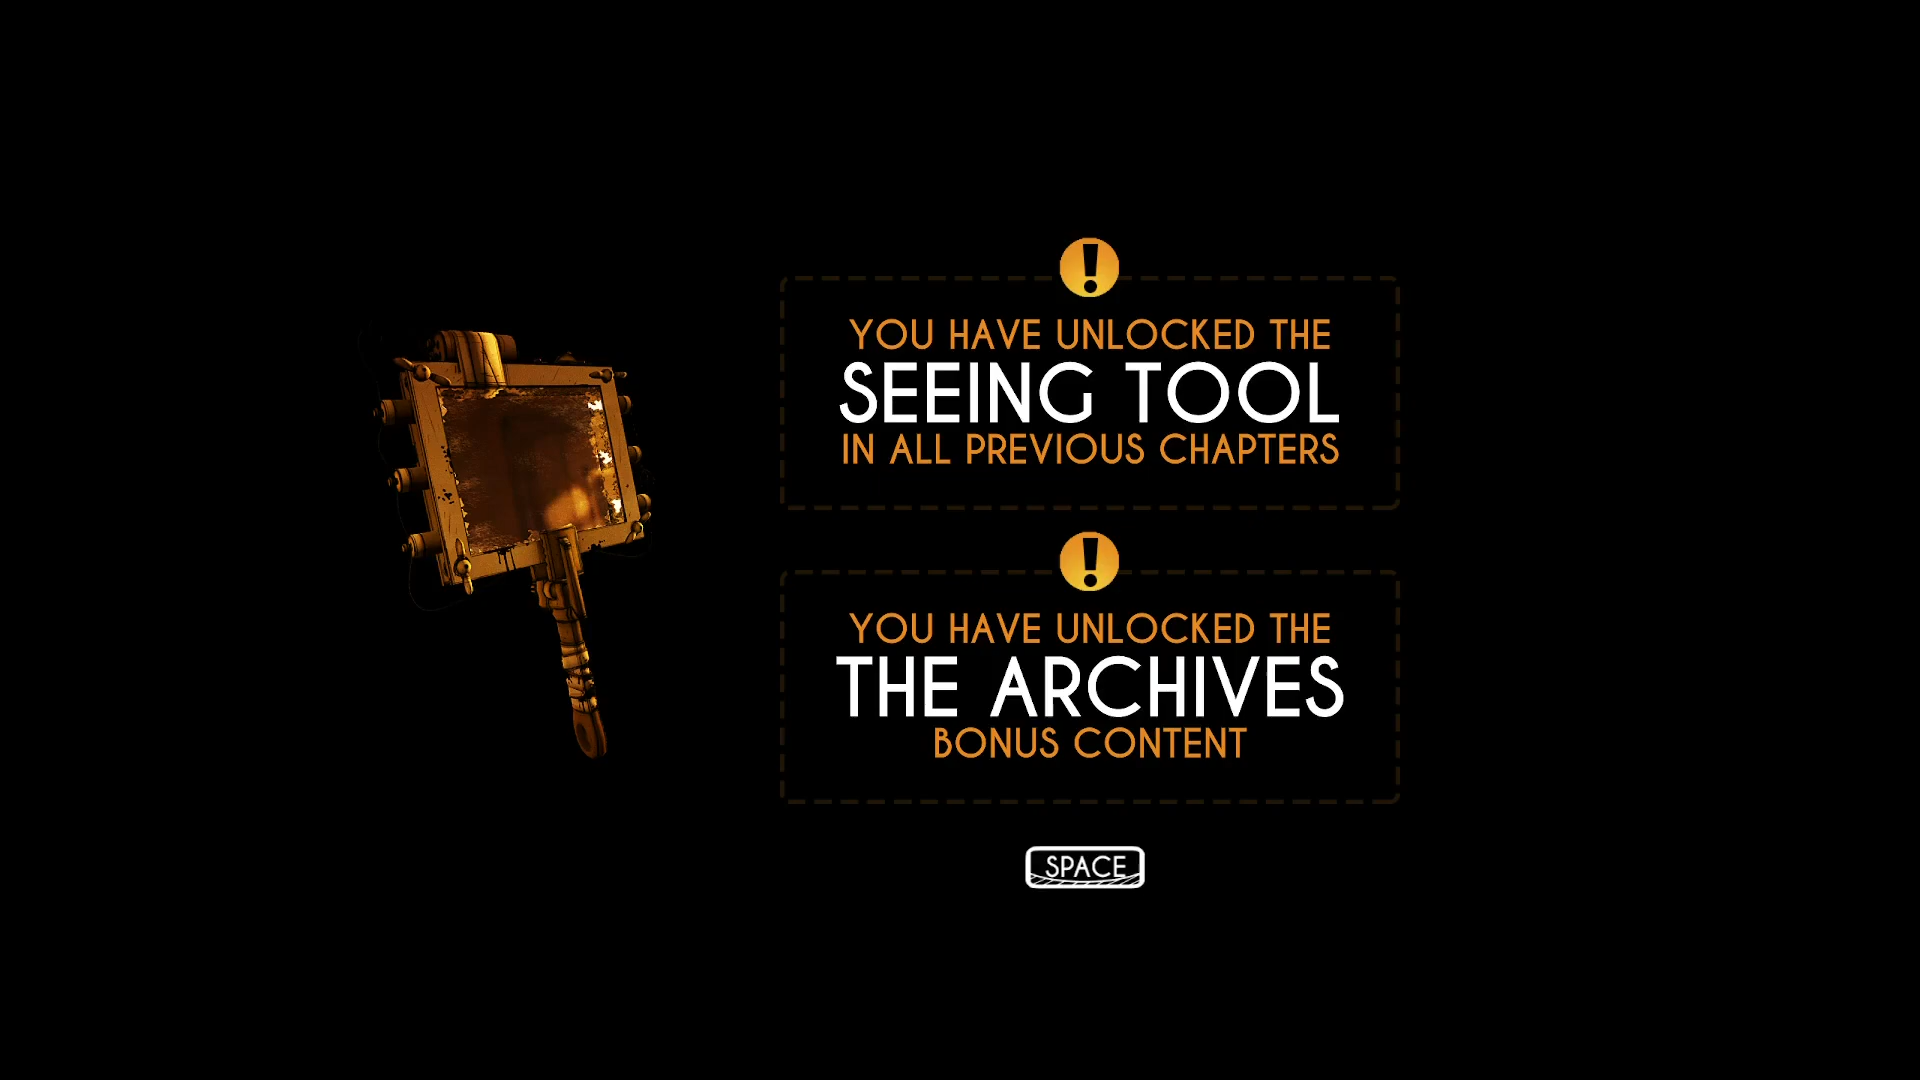 YOU HAVE UNLOCKED THE
SEEING TOOL
IN ALL PREVIOUS CHAPTERS
YOU HAVE UNLOCKED THE
THE ARCHIVES
BONUS CONTENT
SPACE